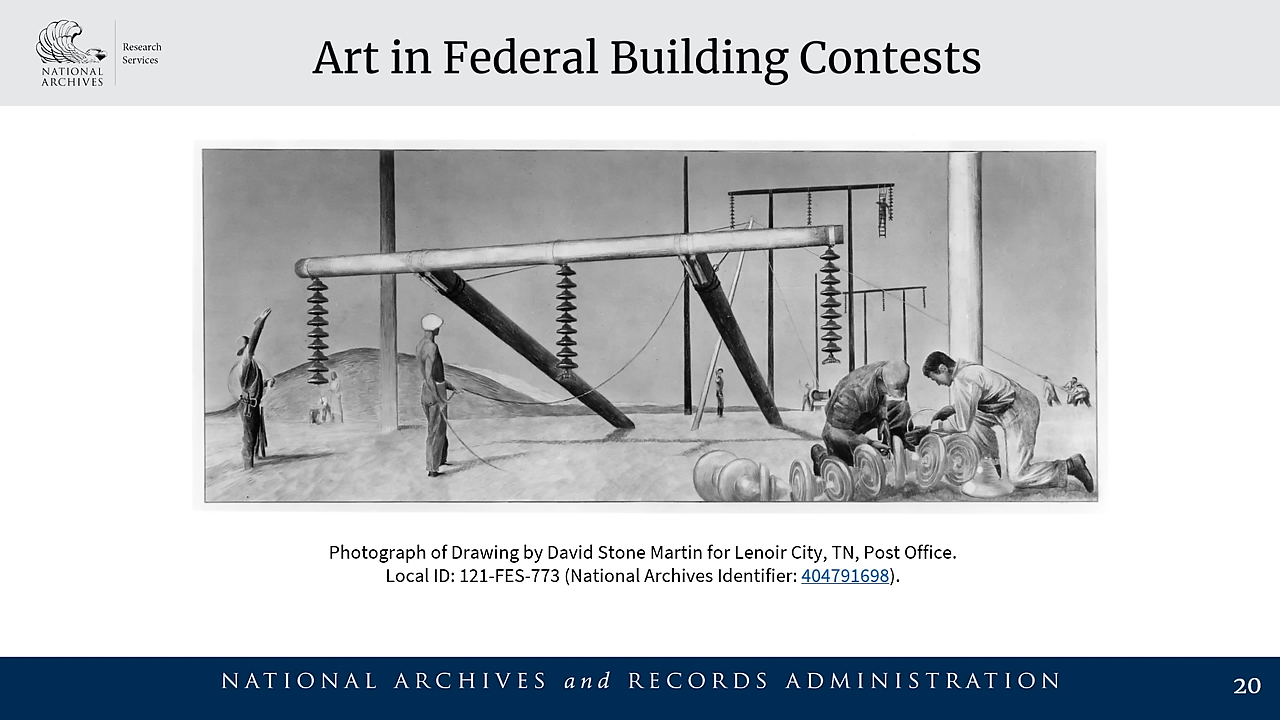 NATIONAL
ARCHIVES
Research
Services
Art in Federal Building Contests
Photograph of Drawing by David Stone Martin for Lenoir City, TN, Post Office.
Local ID: 121-FES-773 (National Archives Identifier: 404791698).
NATIONAL ARCHIVES and RECORDS ADMINISTRATION
20